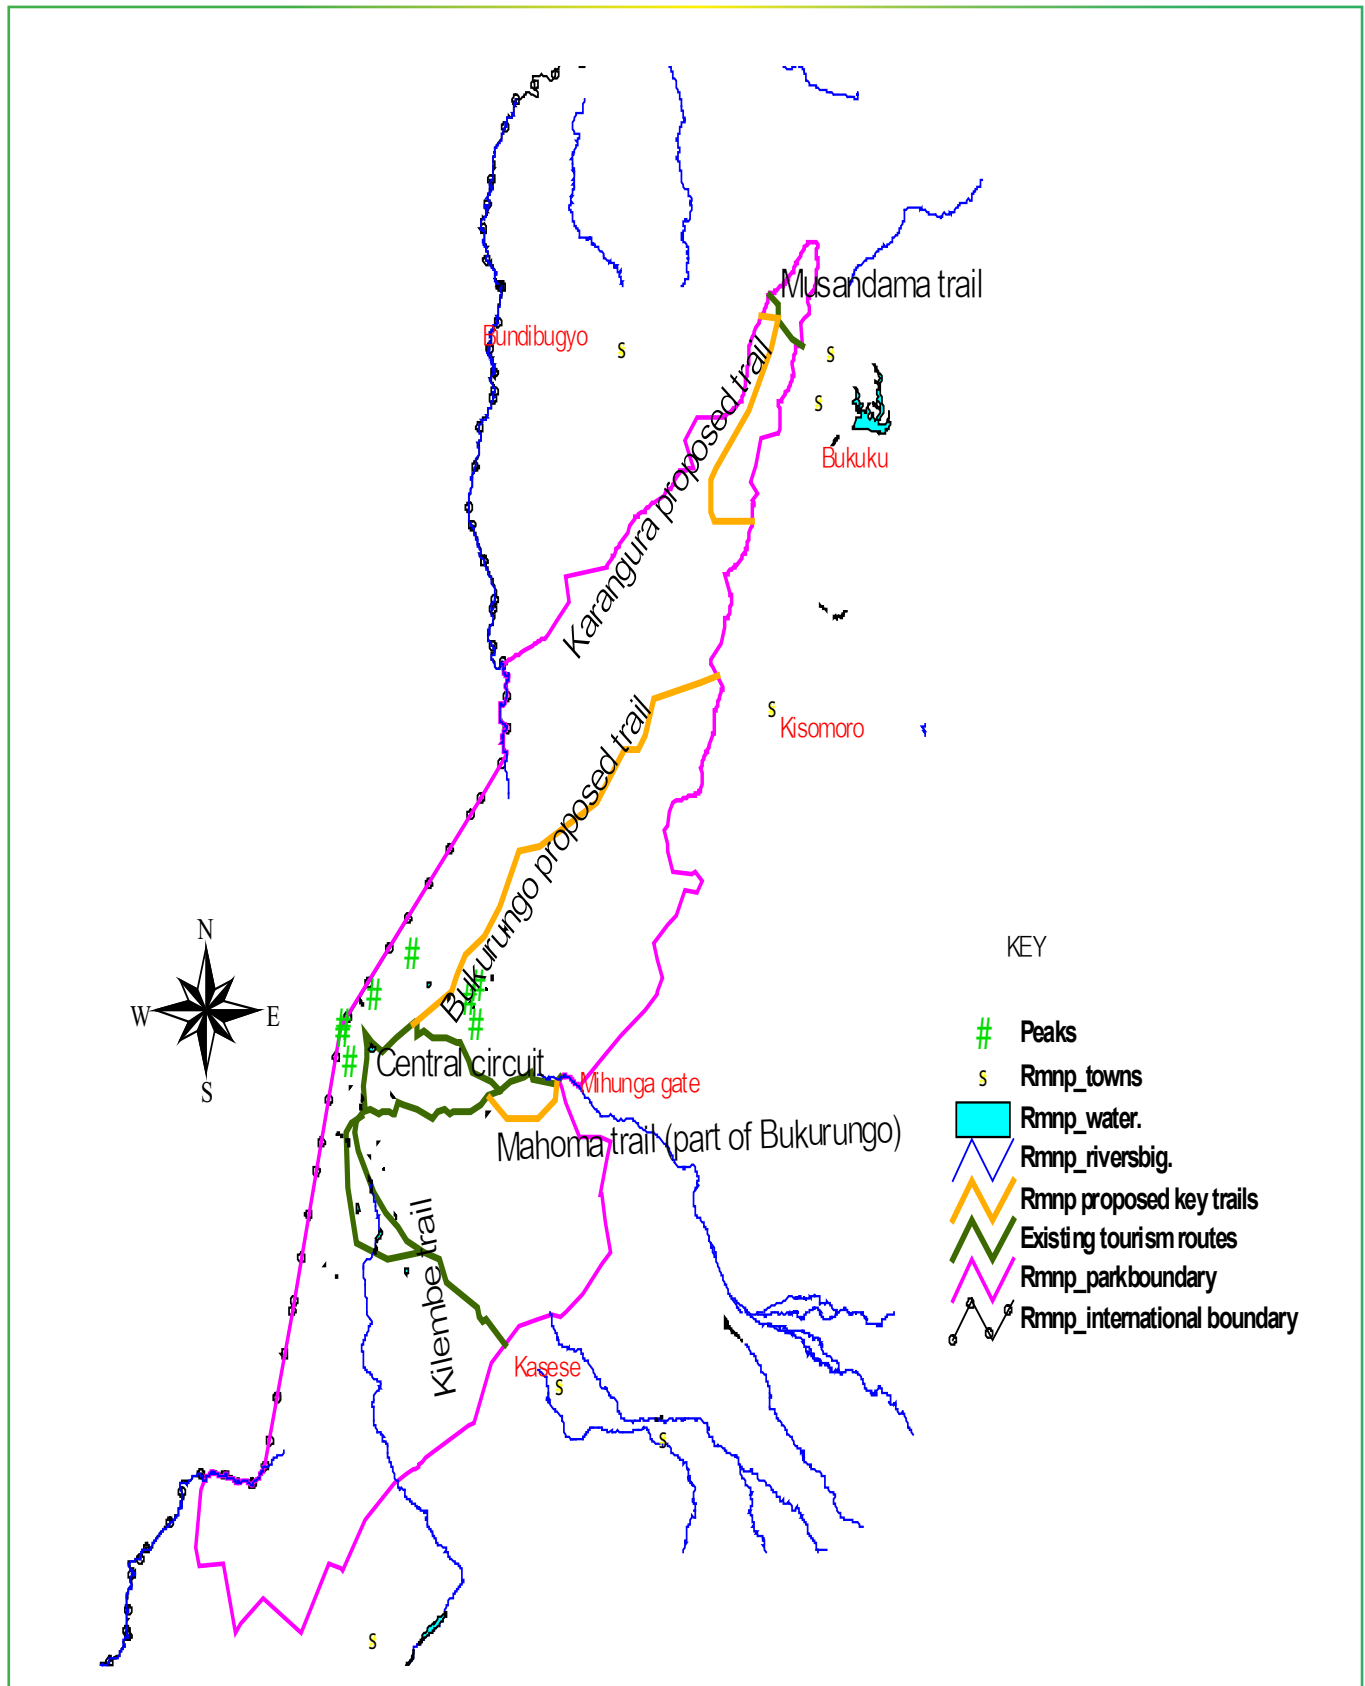 Musandama trail
Bundibugyo
s
s
s
Bukuku
Karangura proposed trail
s
Kisomoro
Bukurungo proposed trail
N
W
E
S
#
#
#
#
#
#
#
#
#
Central circuit
Mihunga gate
Mahoma trail (part of Bukurungo)
Kilembe trail
Kasese
s
s
s
KEY
# Peaks
s Rmnp_towns
Rmnp_water.
Rmnp_riversbig.
Rmnp proposed key trails
Existing tourism routes
Rmnp_parkboundary
Rmnp_international boundary